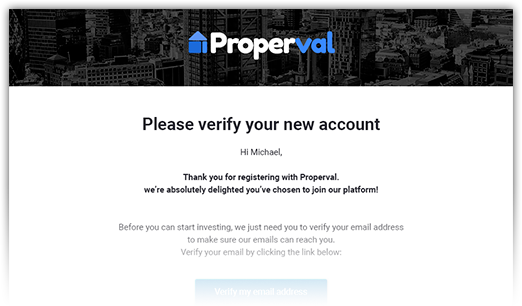 Properval
Please verify your new account
Hi Michael,
Thank you for registering with Properval.
we're absolutely delighted you've chosen to join our platform!
Before you can start investing, we just need you to verify your email address
to make sure our emails can reach you.
Verify your email by clicking the link below:
Verify my email address